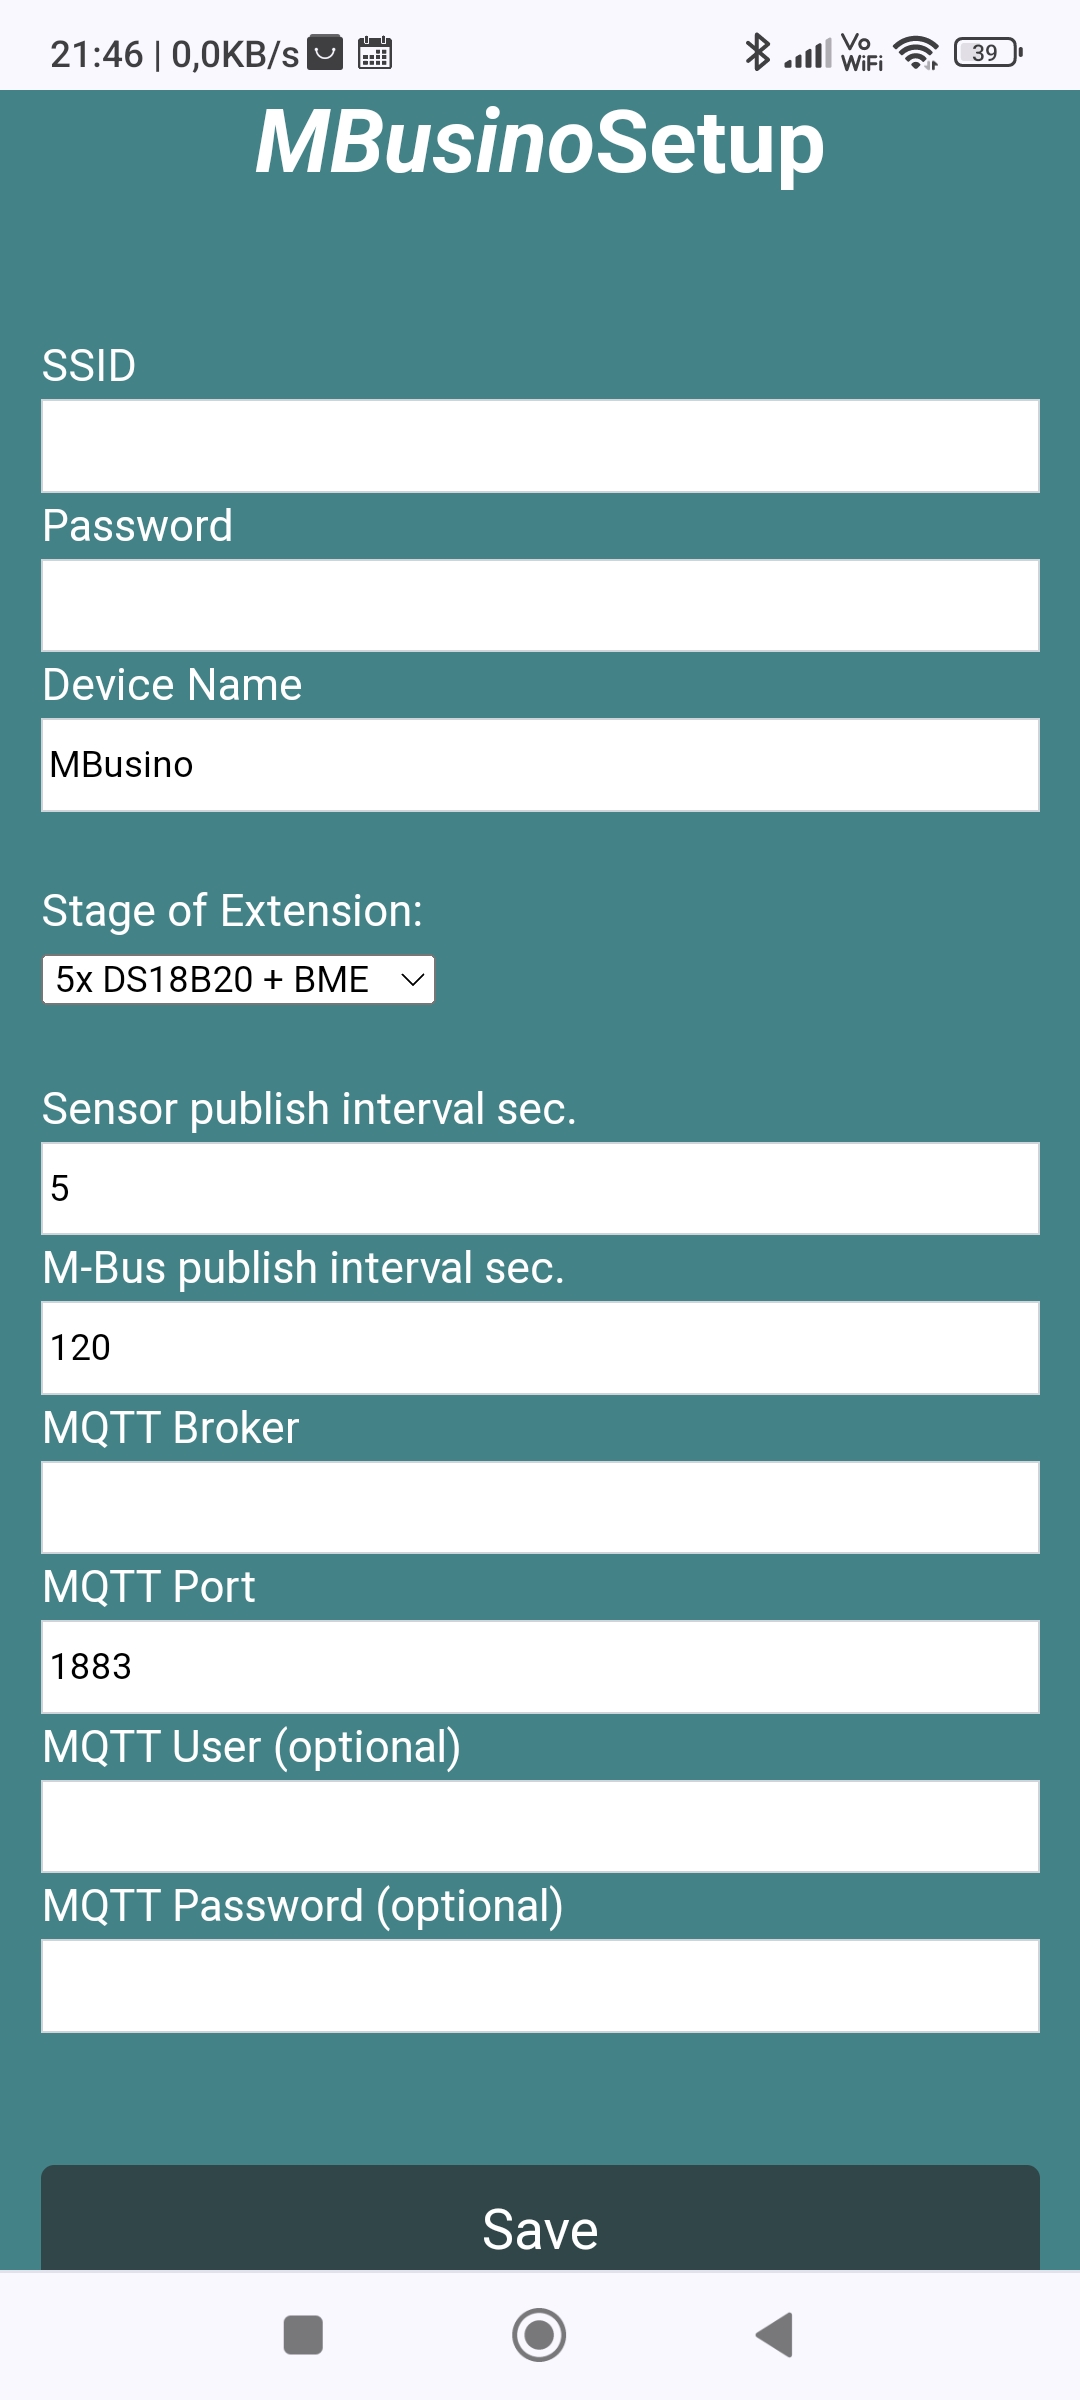 21:46 | 0,0KB/s
Vo
WiFi
39
MBusinoSetup
SSID
Password
Device Name
MBusino
Stage of Extension:
5x DS18B20 + BME
Sensor publish interval sec.
5
M-Bus publish interval sec.
120
MQTT Broker
MQTT Port
1883
MQTT User (optional)
MQTT Password (optional)
Save